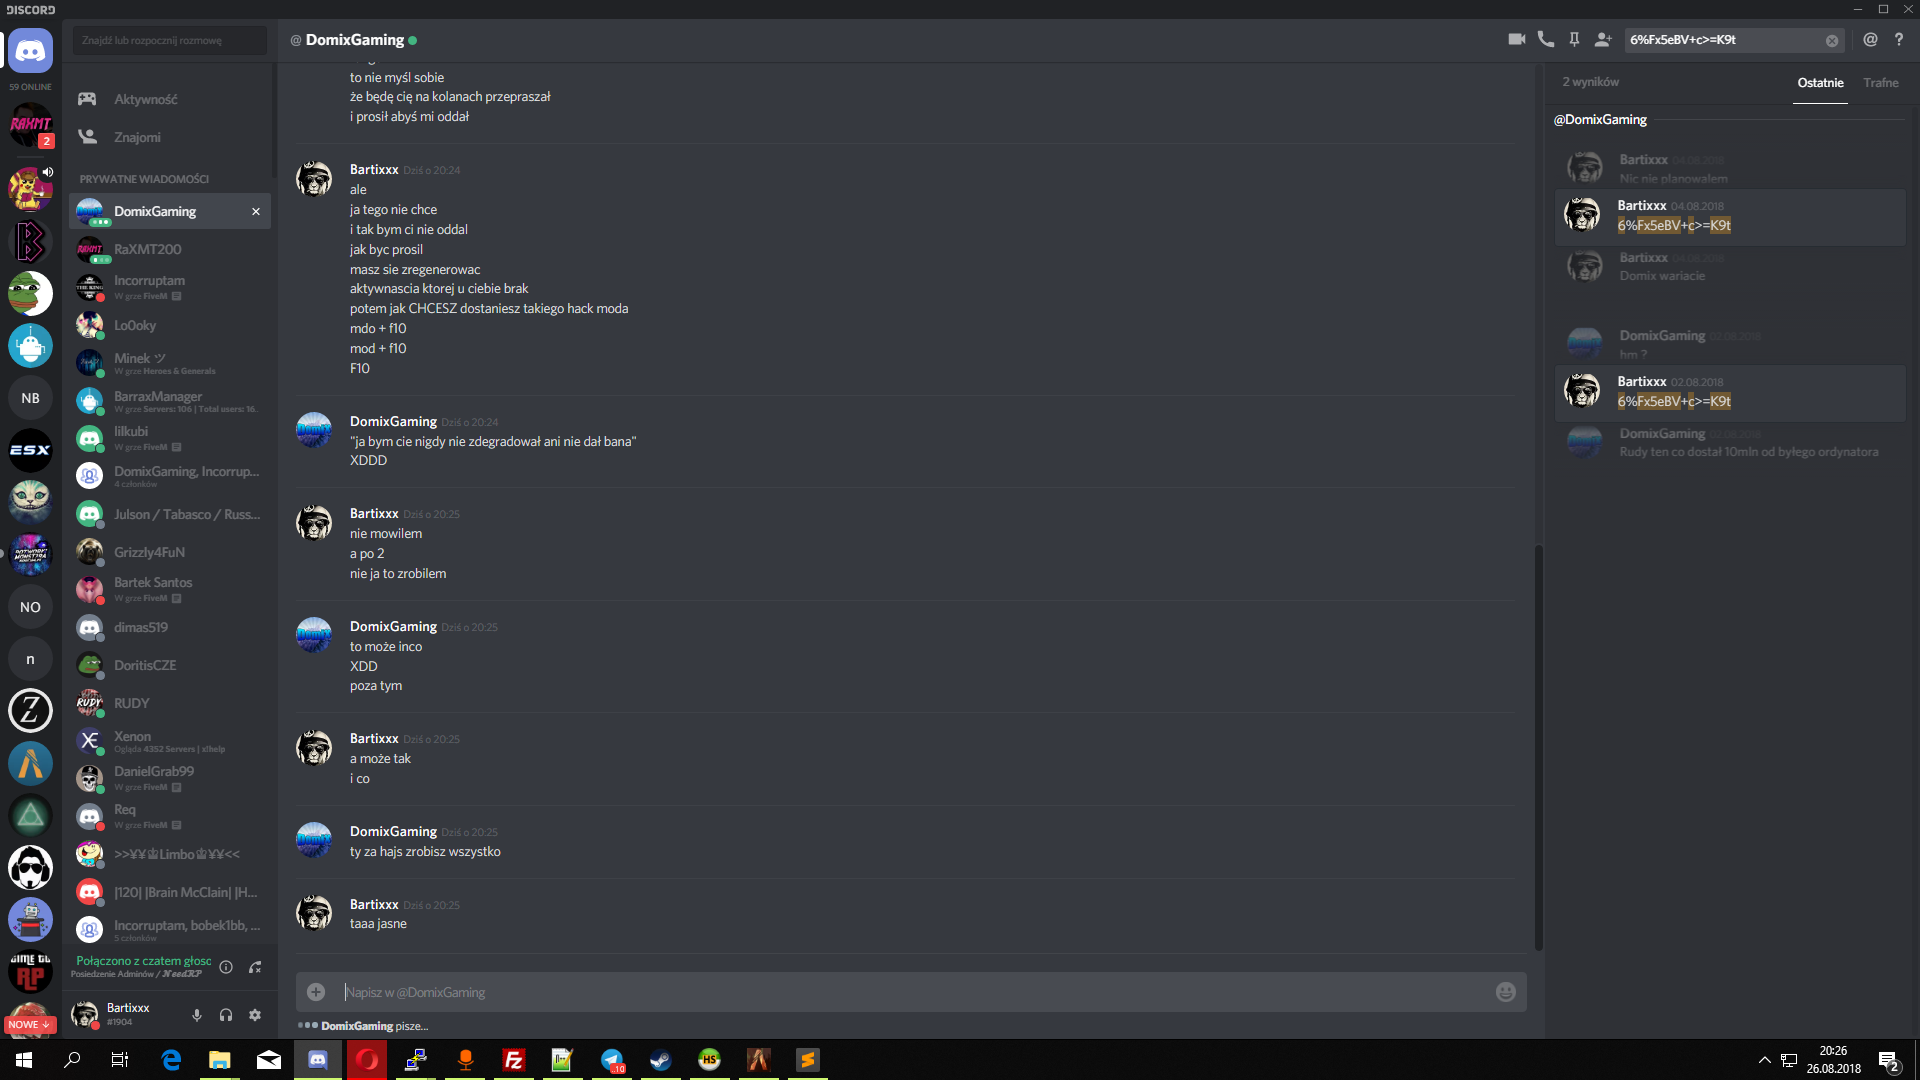 DISCORD
Znajdź lub rozpocznij rozmowę
@ DomixGaming
6%Fx5eBV+c>=K9t
59 ONLINE
RAXMT
2
NB
ESX
NO
n
Z
RP
NOWE ↓
Aktywność
Znajomi
PRYWATNE WIADOMOŚCI
DomixGaming
RaXMT200
Incorruptam
W grze FiveM
Lo0oky
Minek ツ
W grze Heroes & Generals
BarraxManager
W grze Servers: 106 | Total users: 16..
lilkubi
W grze FiveM
DomixGaming, Incorrup...
4 członków
Julson / Tabasco / Russ...
Grizzly4FuN
Bartek Santos
W grze FiveM
dimas519
DoritisCZE
RUDY
Xenon
Ogląda 4352 Servers | x!help
DanielGrab99
W grze FiveM
Req
W grze FiveM
>>¥¥♔Limbo♔¥¥<<
|120| |Brain McClain| |H...
Incorruptam, bobek1bb, ...
5 członków
Połączono z czatem głosc
Posiedzenie Adminów / NeedRP
Bartixxx
#1904
to nie myśl sobie
że będę cię na kolanach przepraszał
i prosił abyś mi oddał
Bartixxx Dziś o 20:24
ale
ja tego nie chce
i tak bym ci nie oddal
jak byc prosil
masz sie zregenerowac
aktywnascia ktorej u ciebie brak
potem jak CHCESZ dostaniesz takiego hack moda
mdo + f10
mod + f10
F10
DomixGaming Dziś o 20:24
"ja bym cie nigdy nie zdegradował ani nie dał bana"
XDDD
Bartixxx Dziś o 20:25
nie mowilem
a po 2
nie ja to zrobilem
DomixGaming Dziś o 20:25
to może inco
XDD
poza tym
Bartixxx Dziś o 20:25
a może tak
i co
DomixGaming Dziś o 20:25
ty za hajs zrobisz wszystko
Bartixxx Dziś o 20:25
taaa jasne
Napisz w @DomixGaming
DomixGaming pisze...
2 wyników
Ostatnie
Trafne
@DomixGaming
Bartixxx 04.08.2018
Nic nie planowalem
Bartixxx 04.08.2018
6%Fx5eBV+c>=K9t
Bartixxx 04.08.2018
Domix wariacie
DomixGaming 02.08.2018
hm ?
Bartixxx 02.08.2018
6%Fx5eBV+c>=K9t
DomixGaming 02.08.2018
Rudy ten co dostał 10mln od byłego ordynatora
20:26
26.08.2018
2